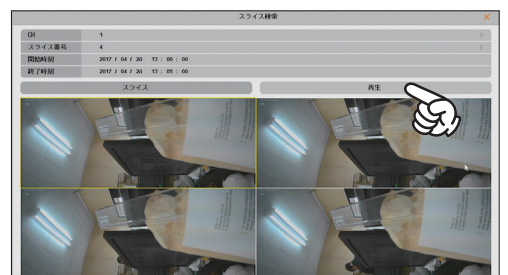 スライス検索
CH 1
スライス番号 4
開始時刻 2017 / 04 / 28 13 : 00 : 00
終了時刻 2017 / 04 / 28 13 : 05 : 00
スライス 再生